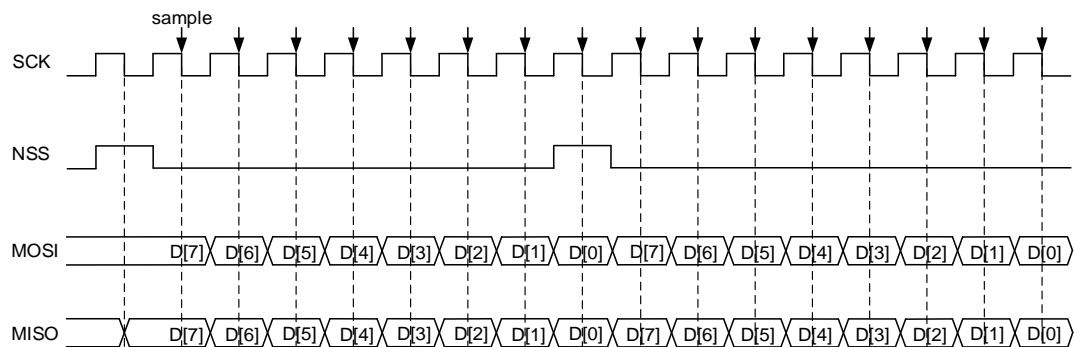 sample
SCK
NSS
MOSI D[7] D[6] D[5] D[4] D[3] D[2] D[1] D[0] D[7] D[6] D[5] D[4] D[3] D[2] D[1] D[0]
MISO D[7] D[6] D[5] D[4] D[3] D[2] D[1] D[0] D[7] D[6] D[5] D[4] D[3] D[2] D[1] D[0]